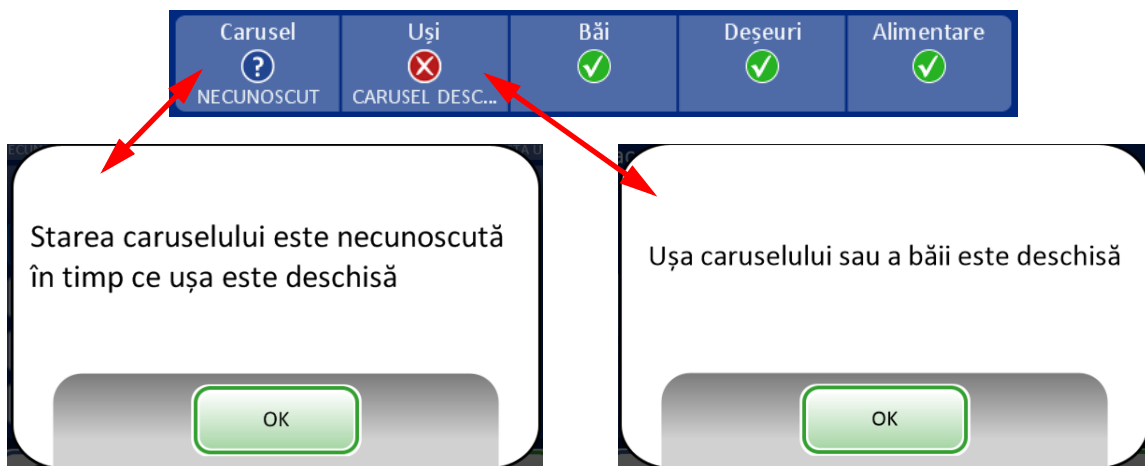 Carusel
Uși
Băi
Deșeuri
Alimentare
NECUNOSCUT
CARUSEL DESC...
Starea caruselului este necunoscută
în timp ce ușa este deschisă
OK
Ușa caruselului sau a băii este deschisă
OK